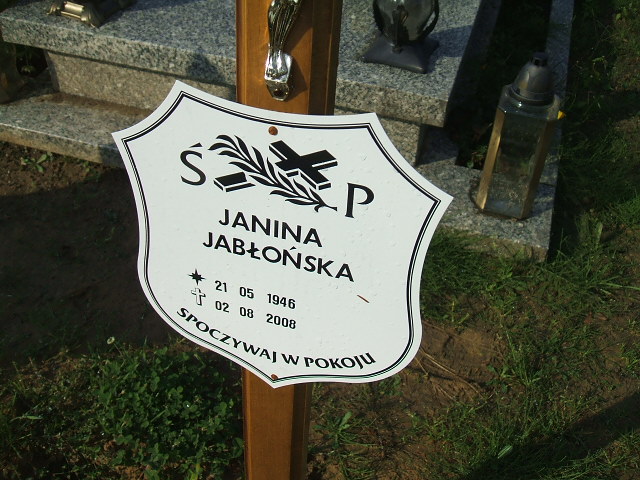 Ś P
JANINA
JABŁOŃSKA
21 05 1946
02 08 2008
SPOCZYWAJ W POKOJU